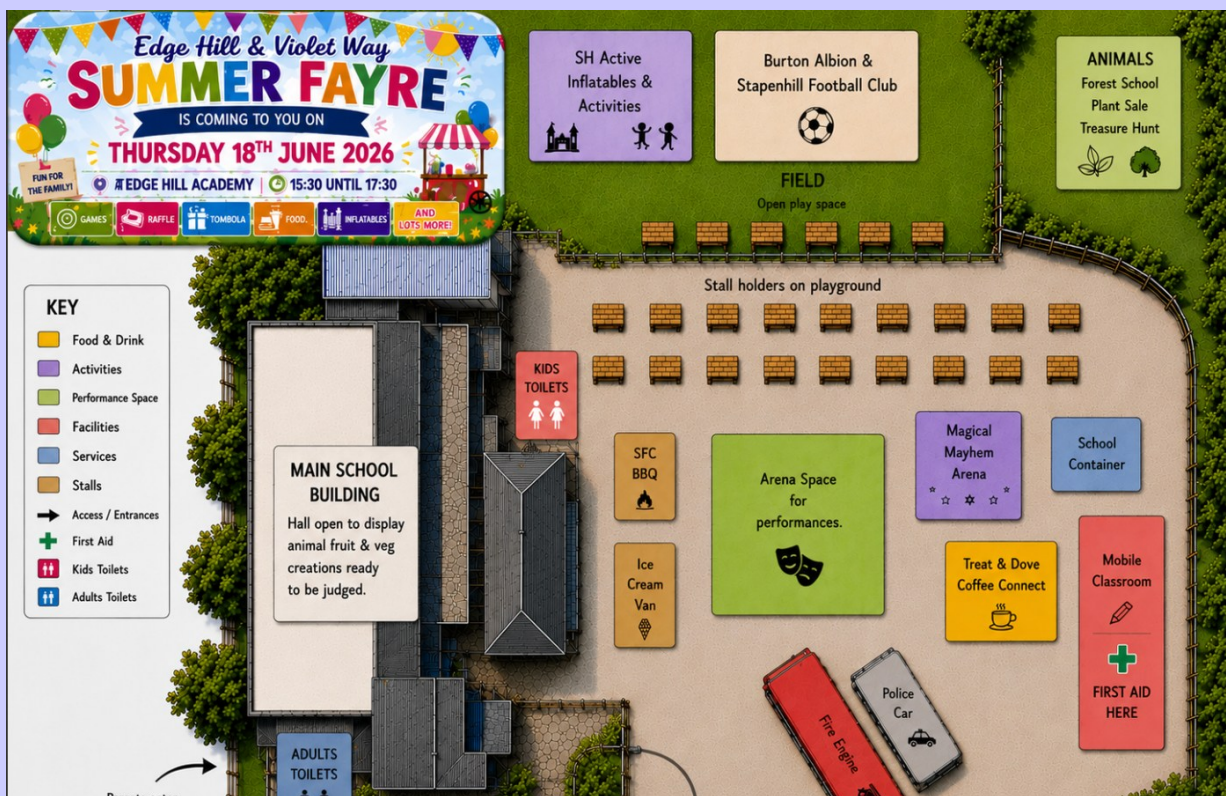 Edge Hill & Violet Way
SUMMER FAYRE
IS COMING TO YOU ON
THURSDAY 18TH JUNE 2026
FUN FOR
THE FAMILY!
EDGE HILL ACADEMY
15:30 UNTIL 17:30
GAMES
RAFFLE
TOMBOLA
FOOD.
INFLATABLES
AND
LOTS MORE!
SH Active
Inflatables &
Activities
Burton Albion &
Stapenhill Football Club
ANIMALS
Forest School
Plant Sale
Treasure Hunt
FIELD
Open play space
Stall holders on playground
KEY
Food & Drink
Activities
Performance Space
Facilities
Services
Stalls
Access / Entrances
First Aid
Kids Toilets
Adults Toilets
KIDS
TOILETS
MAIN SCHOOL
BUILDING
Hall open to display
animal fruit & veg
creations ready
to be judged.
SFC
BBQ
Ice
Cream
Van
Arena Space
for
performances.
Magical
Mayhem
Arena
School
Container
Treat & Dove
Coffee Connect
Mobile
Classroom
FIRST AID
HERE
Fire Engine
Police
Car
ADULTS
TOILETS